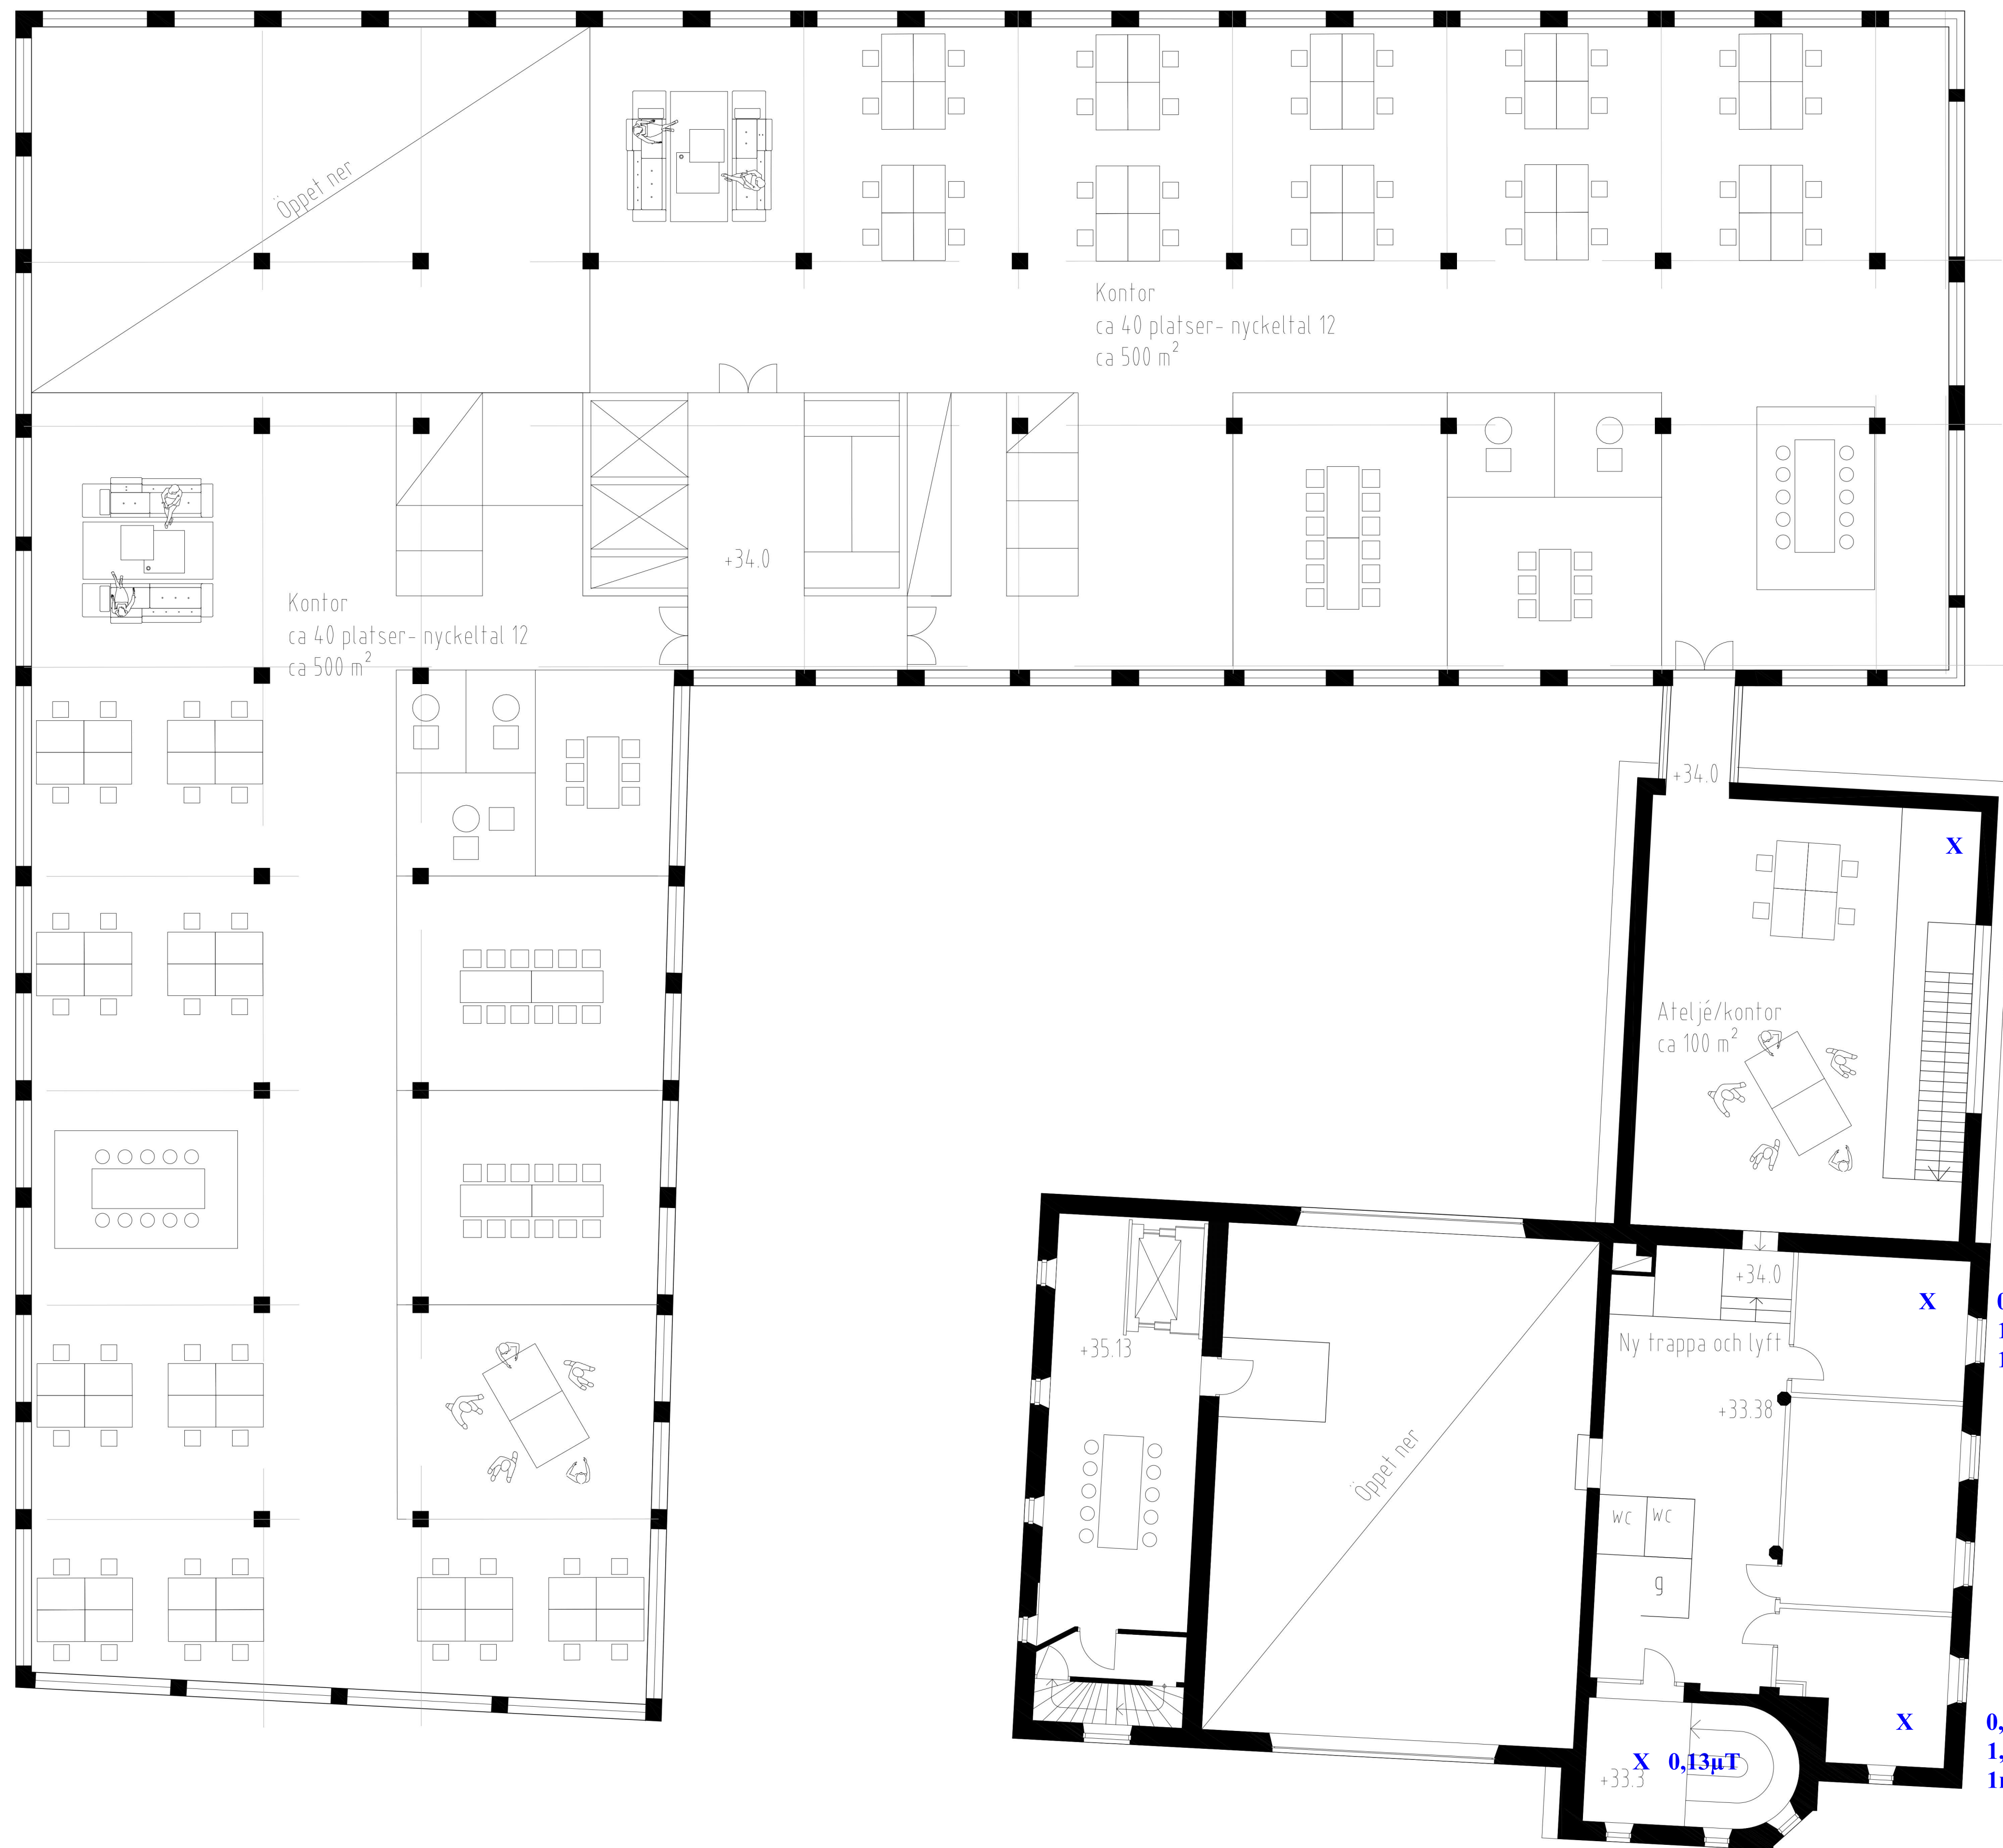 Öppet ner
Kontor
ca 40 platser- nyckeltal 12
ca 500 m²
+34.0
Kontor
ca 40 platser- nyckeltal 12
ca 500 m²
+34.0
X
Ateljé/kontor
ca 100 m²
+34.0
X
+35.13
Ny trappa och lyft
+33.38
Öppet ner
WC
WC
g
X
0,
1,
X 0,13µT
+33.3